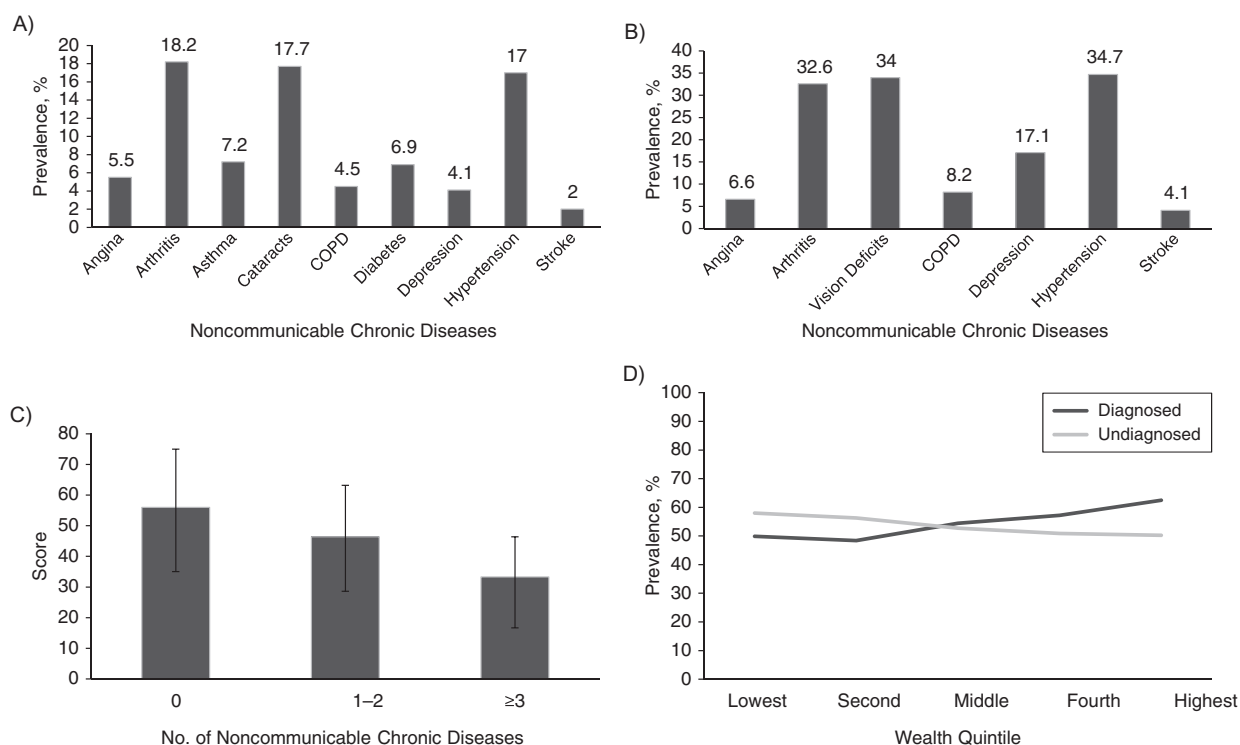 A)
Prevalence, %
20
18
16
14
12
10
8
6
4
2
0
5.5
18.2
7.2
17.7
4.5
6.9
4.1
17
2
Angina
Arthritis
Asthma
Cataracts
COPD
Diabetes
Depression
Hypertension
Stroke
Noncommunicable Chronic Diseases
B)
Prevalence, %
40
35
30
25
20
15
10
5
0
6.6
32.6
34
8.2
17.1
34.7
4.1
Angina
Arthritis
Vision Deficits
COPD
Depression
Hypertension
Stroke
Noncommunicable Chronic Diseases
C)
Score
80
70
60
50
40
30
20
10
0
0
1–2
≥3
No. of Noncommunicable Chronic Diseases
D)
Prevalence, %
100
90
80
70
60
50
40
30
20
10
0
Diagnosed
Undiagnosed
Lowest
Second
Middle
Fourth
Highest
Wealth Quintile